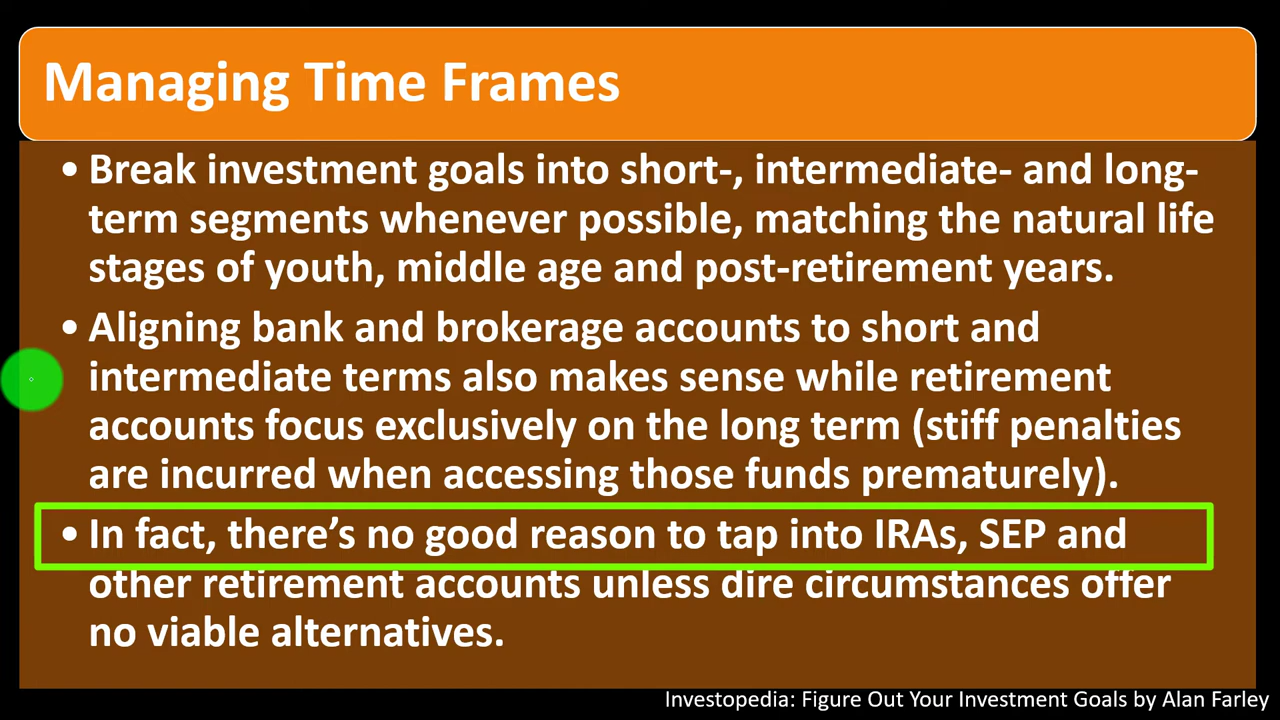 Managing Time Frames
• Break investment goals into short-, intermediate- and long-
term segments whenever possible, matching the natural life
stages of youth, middle age and post-retirement years.
• Aligning bank and brokerage accounts to short and
intermediate terms also makes sense while retirement
accounts focus exclusively on the long term (stiff penalties
are incurred when accessing those funds prematurely).
• In fact, there’s no good reason to tap into IRAs, SEP and
other retirement accounts unless dire circumstances offer
no viable alternatives.
Investopedia: Figure Out Your Investment Goals by Alan Farley